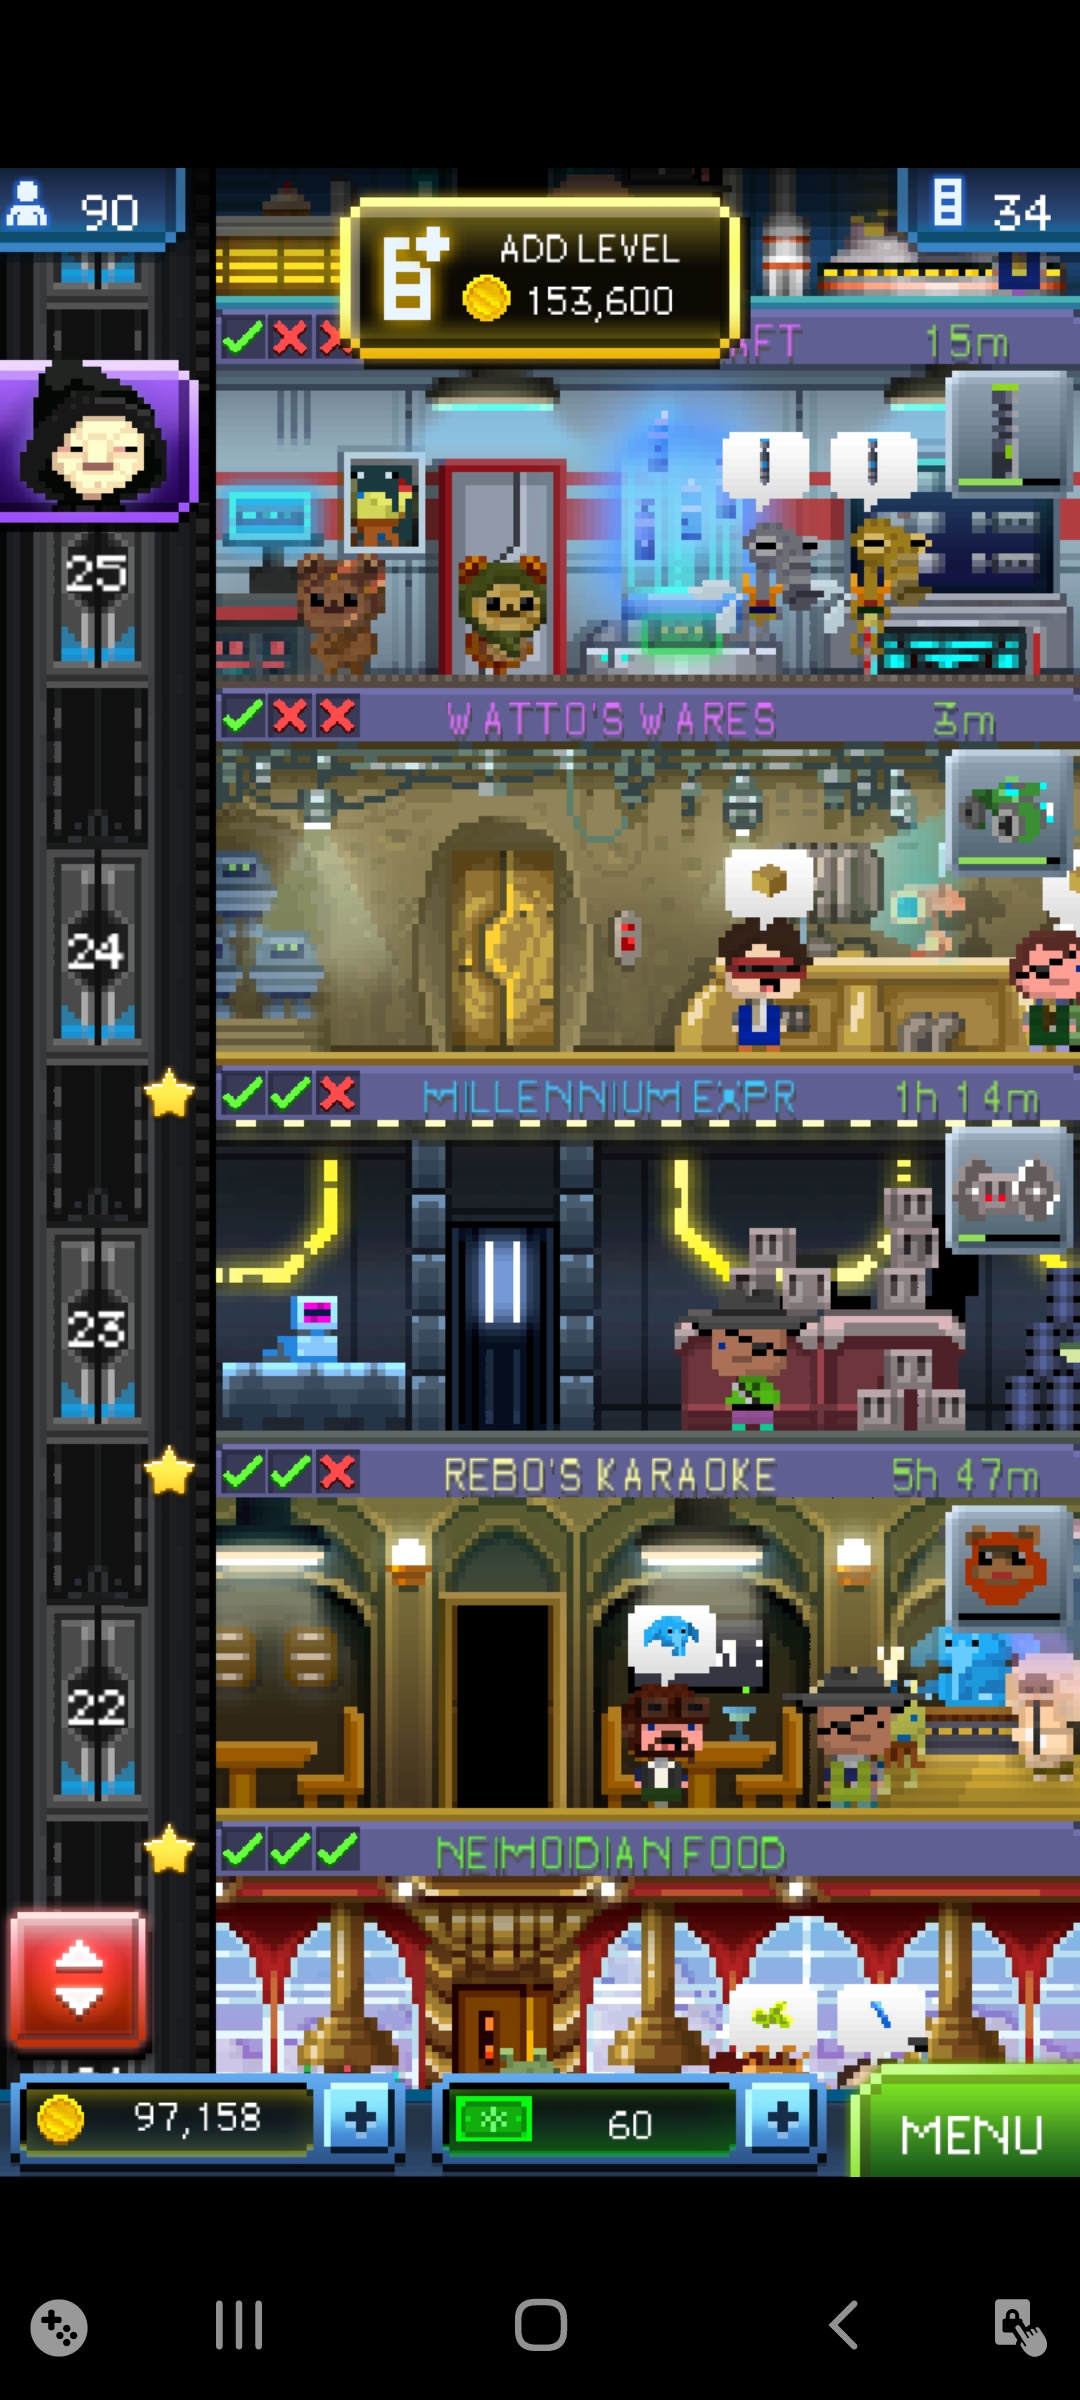 90
34
ADD LEVEL
153,600
15m
25
WATTO'S WARES
3m
24
MILLENNIUM EXPR
1h 14m
23
REBO'S KARAOKE
5h 47m
22
NEIMOIDIAN FOOD
97,158
60
MENU